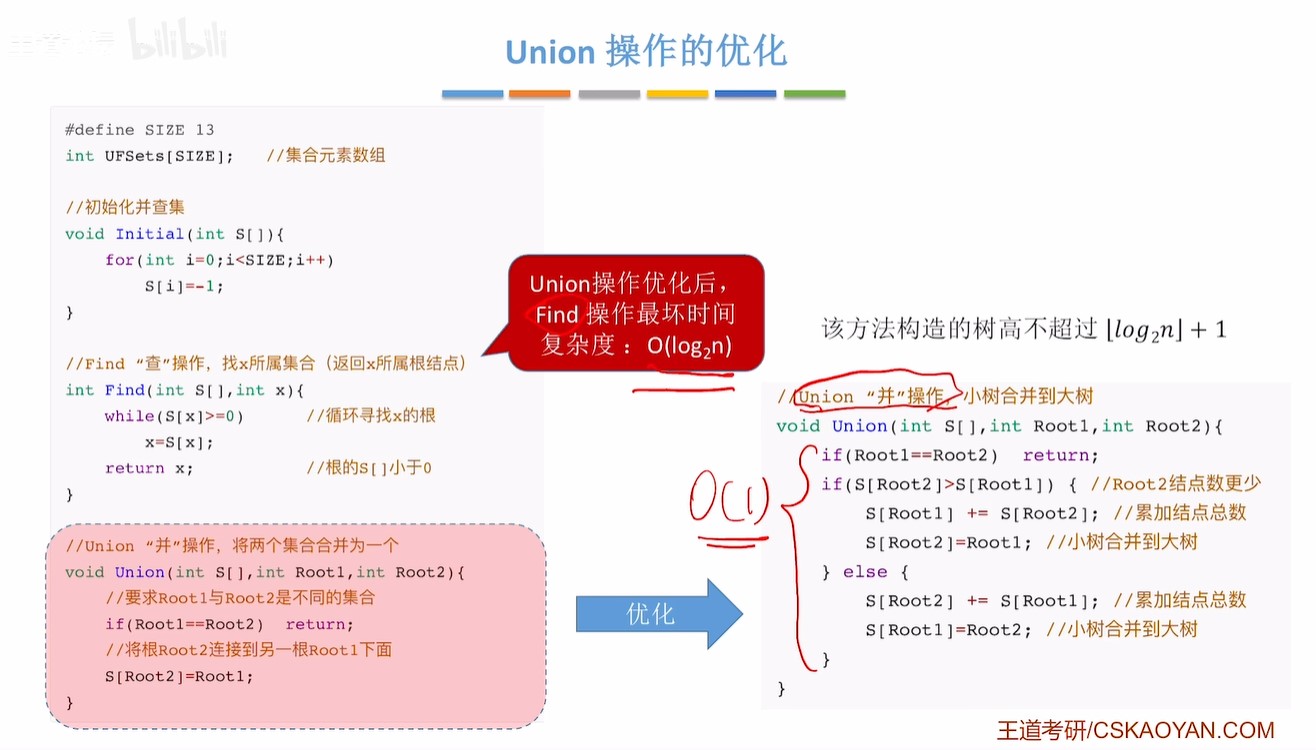 bilibili
Union 操作的优化
#define SIZE 13
int UFSets[SIZE];   //集合元素数组
//初始化并查集
void Initial(int S[]){
for(int i=0;i<SIZE;i++)
S[i]=-1;
}
//Find “查”操作，找x所属集合（返回x所属根结点）
int Find(int S[],int x){
while(S[x]>=0)      //循环寻找x的根
x=S[x];
return x;           //根的S[]小于0
}
//Union “并”操作，将两个集合合并为一个
void Union(int S[],int Root1,int Root2){
//要求Root1与Root2是不同的集合
if(Root1==Root2)  return;
//将根Root2连接到另一根Root1下面
S[Root2]=Root1;
}
Union操作优化后，
Find 操作最坏时间
复杂度：O(log₂n)
优化
O(1)
该方法构造的树高不超过 ⌊log₂n⌋ + 1
//Union “并”操作，小树合并到大树
void Union(int S[],int Root1,int Root2){
if(Root1==Root2)  return;
if(S[Root2]>S[Root1]) { //Root2结点数更少
S[Root1] += S[Root2]; //累加结点总数
S[Root2]=Root1; //小树合并到大树
} else {
S[Root2] += S[Root1]; //累加结点总数
S[Root1]=Root2; //小树合并到大树
}
}
王道考研/CSKAOYAN.COM